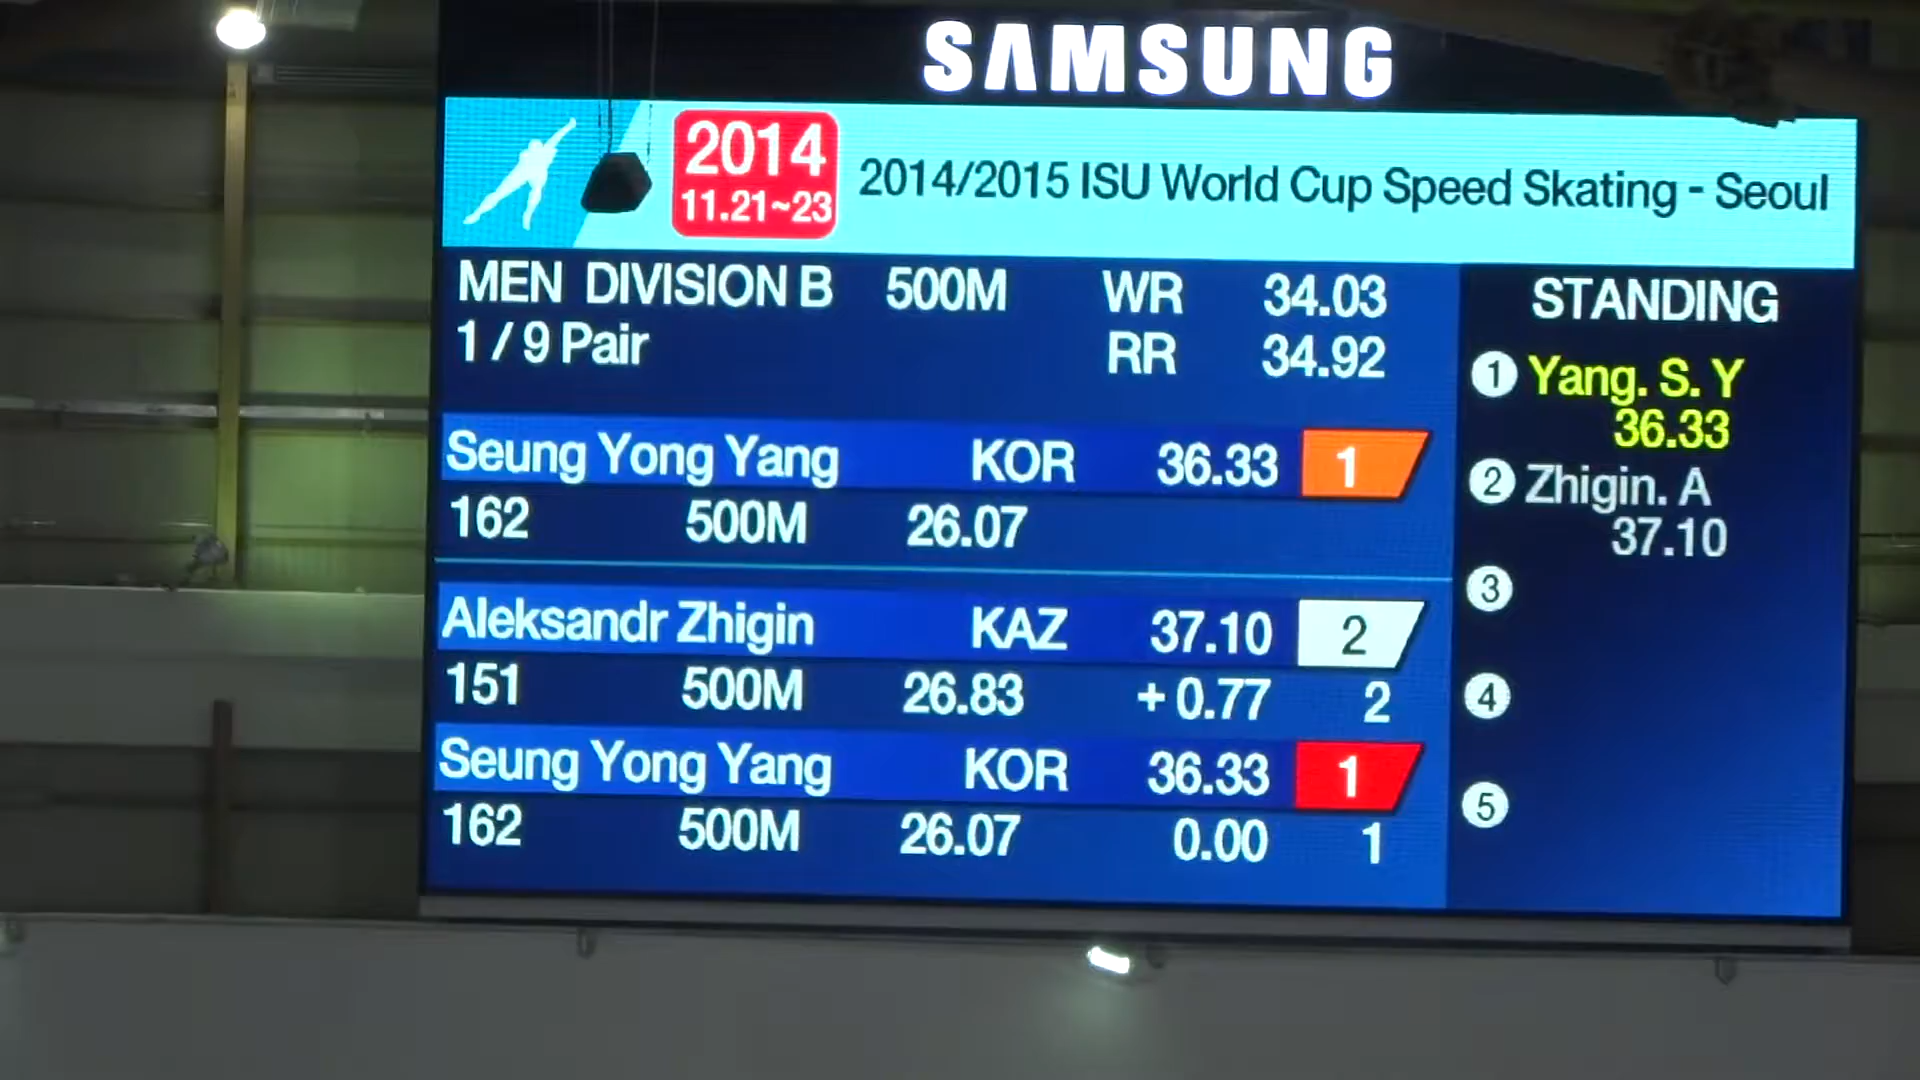 SAMSUNG
2014
11.21~23
2014/2015 ISU World Cup Speed Skating - Seoul
MEN DIVISION B 500M WR 34.03
1 / 9 Pair RR 34.92
Seung Yong Yang KOR 36.33 1
162 500M 26.07
Aleksandr Zhigin KAZ 37.10 2
151 500M 26.83 + 0.77 2
Seung Yong Yang KOR 36.33 1
162 500M 26.07 0.00 1
STANDING
1 Yang. S. Y
36.33
2 Zhigin. A
37.10
3
4
5